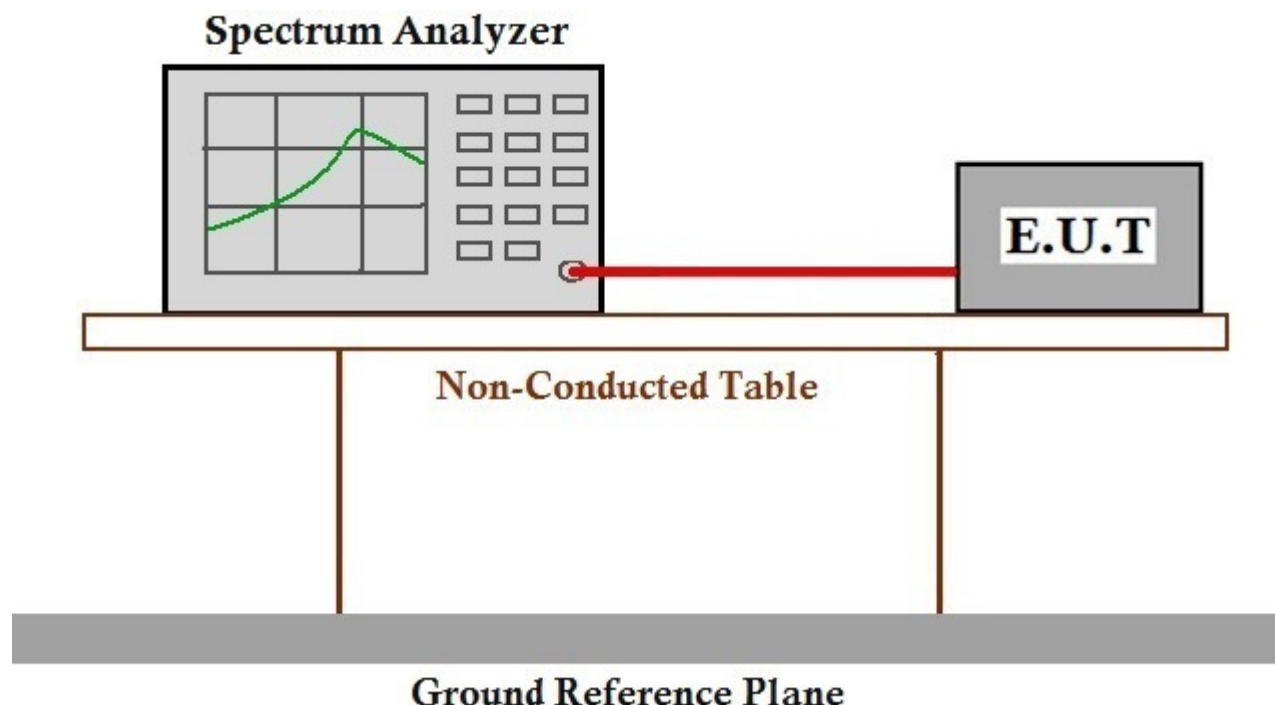 Spectrum Analyzer
E.U.T
Non-Conducted Table
Ground Reference Plane